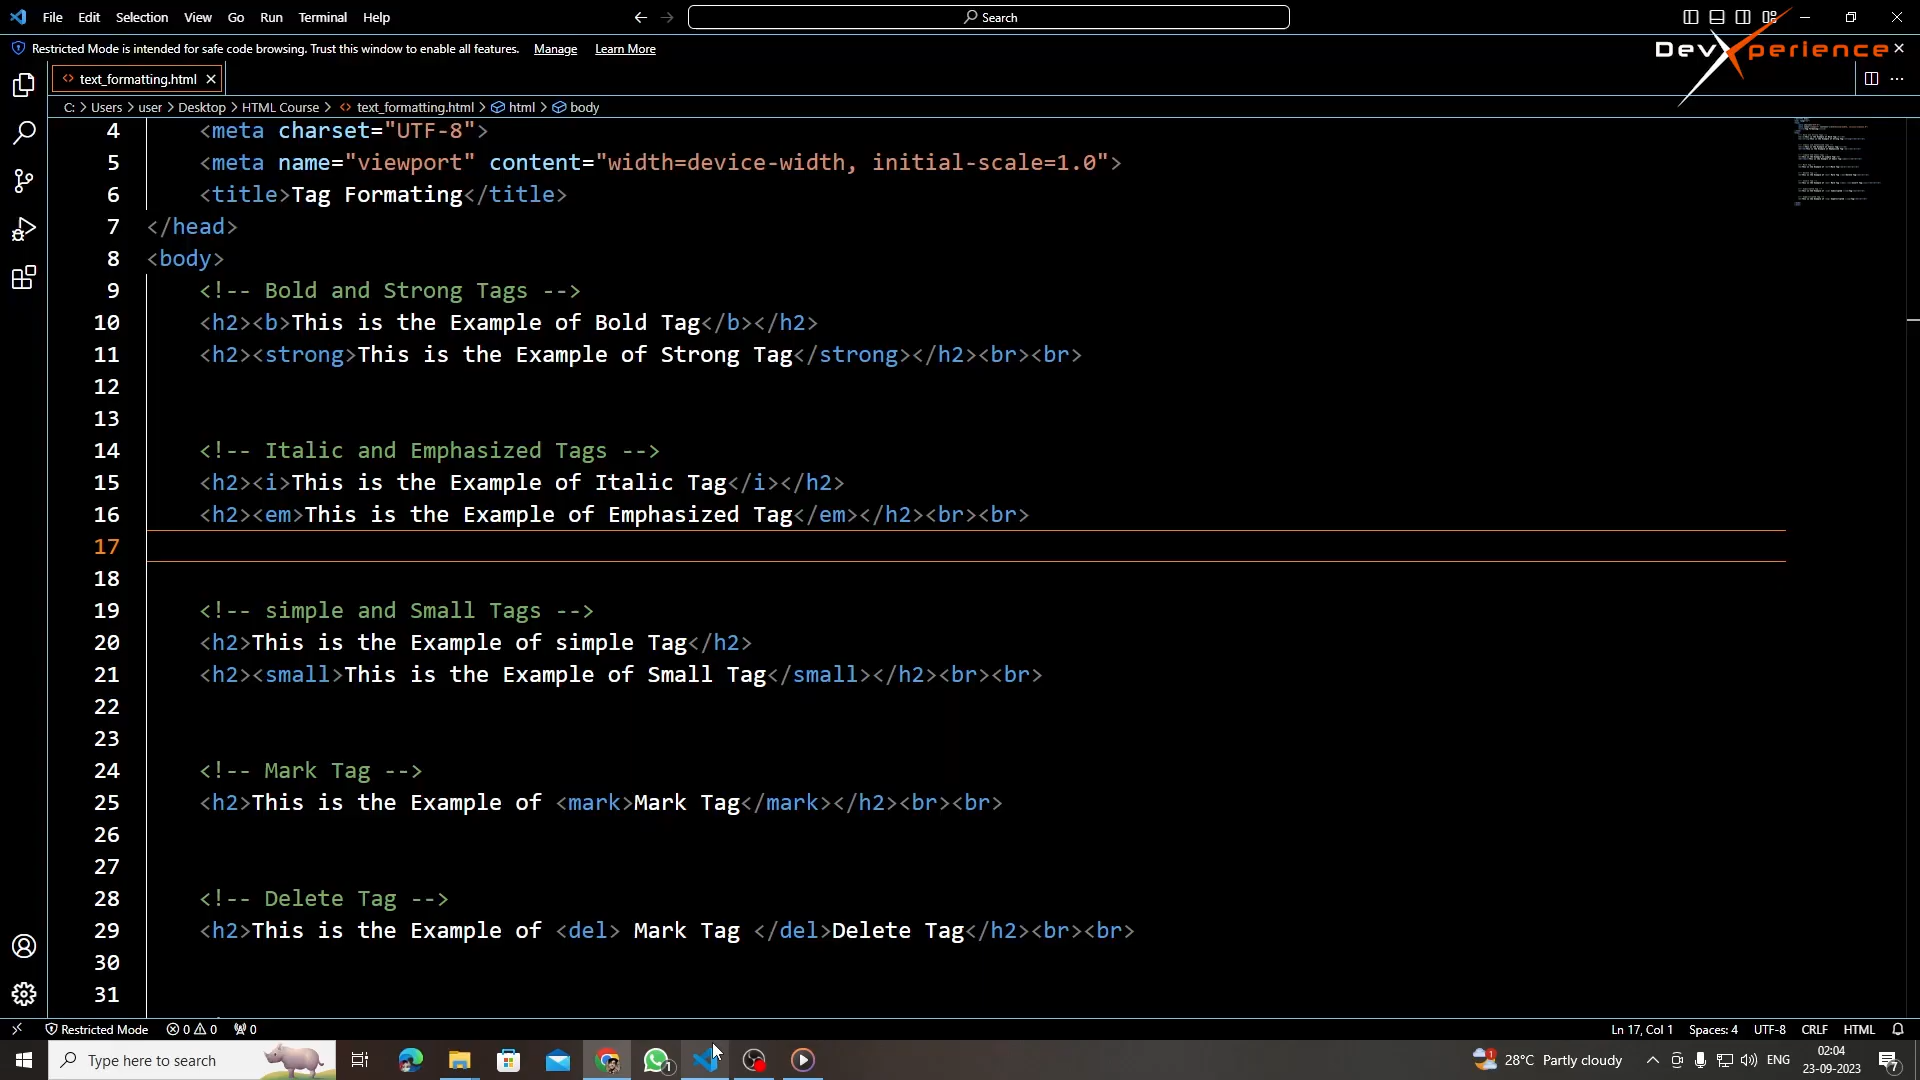 File Edit Selection View Go Run Terminal Help
Search
Restricted Mode is intended for safe code browsing. Trust this window to enable all features. Manage Learn More
DevXperience
text_formatting.html
C: > Users > user > Desktop > HTML Course > text_formatting.html > html > body
4 <meta charset="UTF-8">
5 <meta name="viewport" content="width=device-width, initial-scale=1.0">
6 <title>Tag Formating</title>
7 </head>
8 <body>
9 <!-- Bold and Strong Tags -->
10 <h2><b>This is the Example of Bold Tag</b></h2>
11 <h2><strong>This is the Example of Strong Tag</strong></h2><br><br>
12
13
14 <!-- Italic and Emphasized Tags -->
15 <h2><i>This is the Example of Italic Tag</i></h2>
16 <h2><em>This is the Example of Emphasized Tag</em></h2><br><br>
17
18
19 <!-- simple and Small Tags -->
20 <h2>This is the Example of simple Tag</h2>
21 <h2><small>This is the Example of Small Tag</small></h2><br><br>
22
23
24 <!-- Mark Tag -->
25 <h2>This is the Example of <mark>Mark Tag</mark></h2><br><br>
26
27
28 <!-- Delete Tag -->
29 <h2>This is the Example of <del> Mark Tag </del>Delete Tag</h2><br><br>
30
31
Restricted Mode 0 0 0 Ln 17, Col 1 Spaces: 4 UTF-8 CRLF HTML
Type here to search 1 1 28°C Partly cloudy ENG 02:04 7
23-09-2023